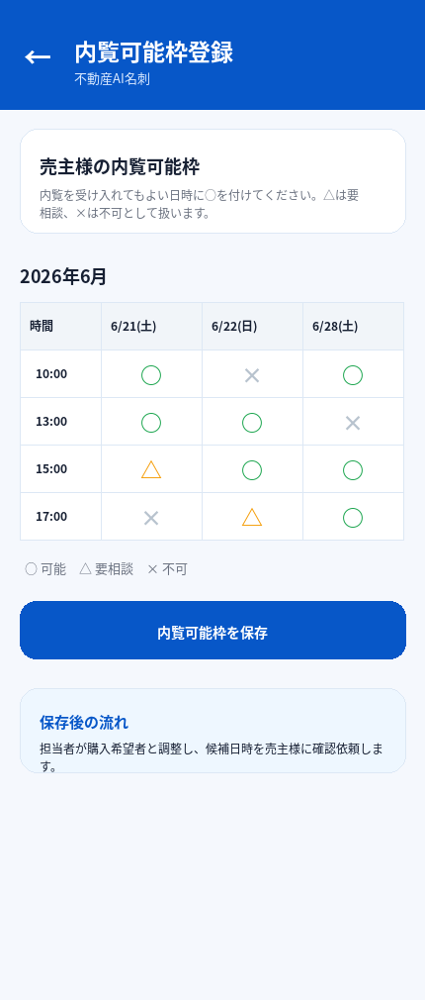 ←
内覧可能枠登録
不動産AI名刺
売主様の内覧可能枠
内覧を受け入れてもよい日時に○を付けてください。△は要
相談、×は不可として扱います。
2026年6月
時間 6/21(土) 6/22(日) 6/28(土)
10:00 ○ × ○
13:00 ○ ○ ×
15:00 △ ○ ○
17:00 × △ ○
○ 可能 △ 要相談 × 不可
内覧可能枠を保存
保存後の流れ
担当者が購入希望者と調整し、候補日時を売主様に確認依頼しま
す。